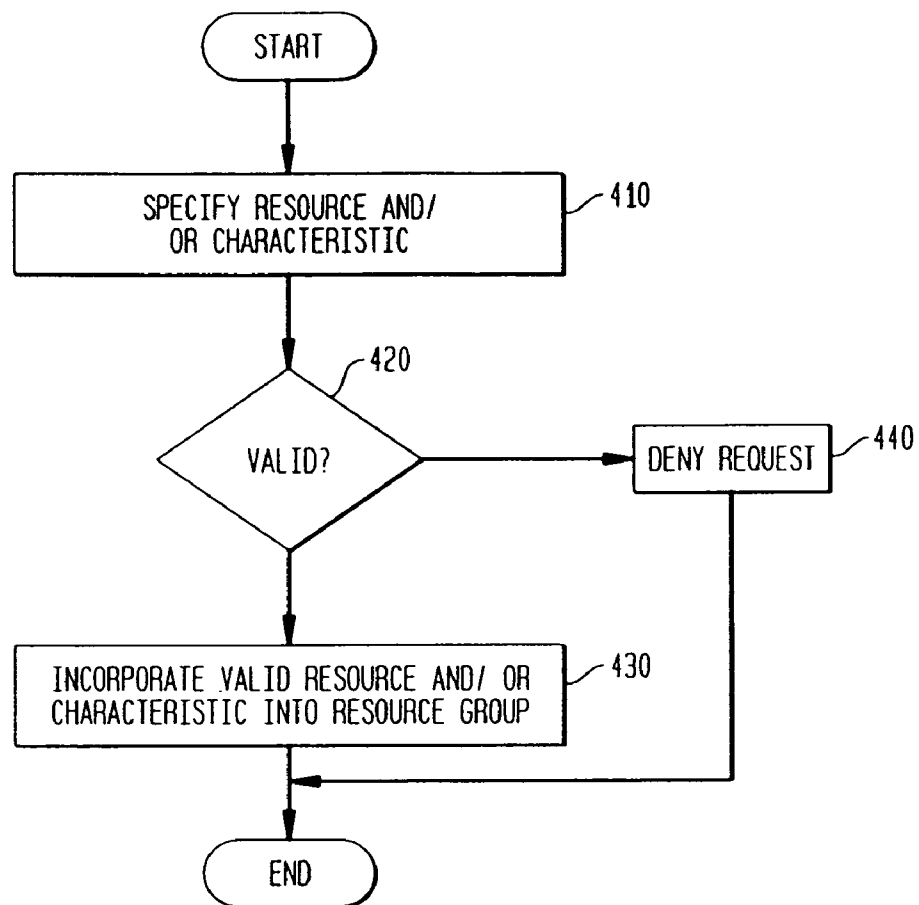 START
SPECIFY RESOURCE AND/
OR CHARACTERISTIC
410
420
VALID?
DENY REQUEST
440
INCORPORATE VALID RESOURCE AND/ OR
CHARACTERISTIC INTO RESOURCE GROUP
430
END